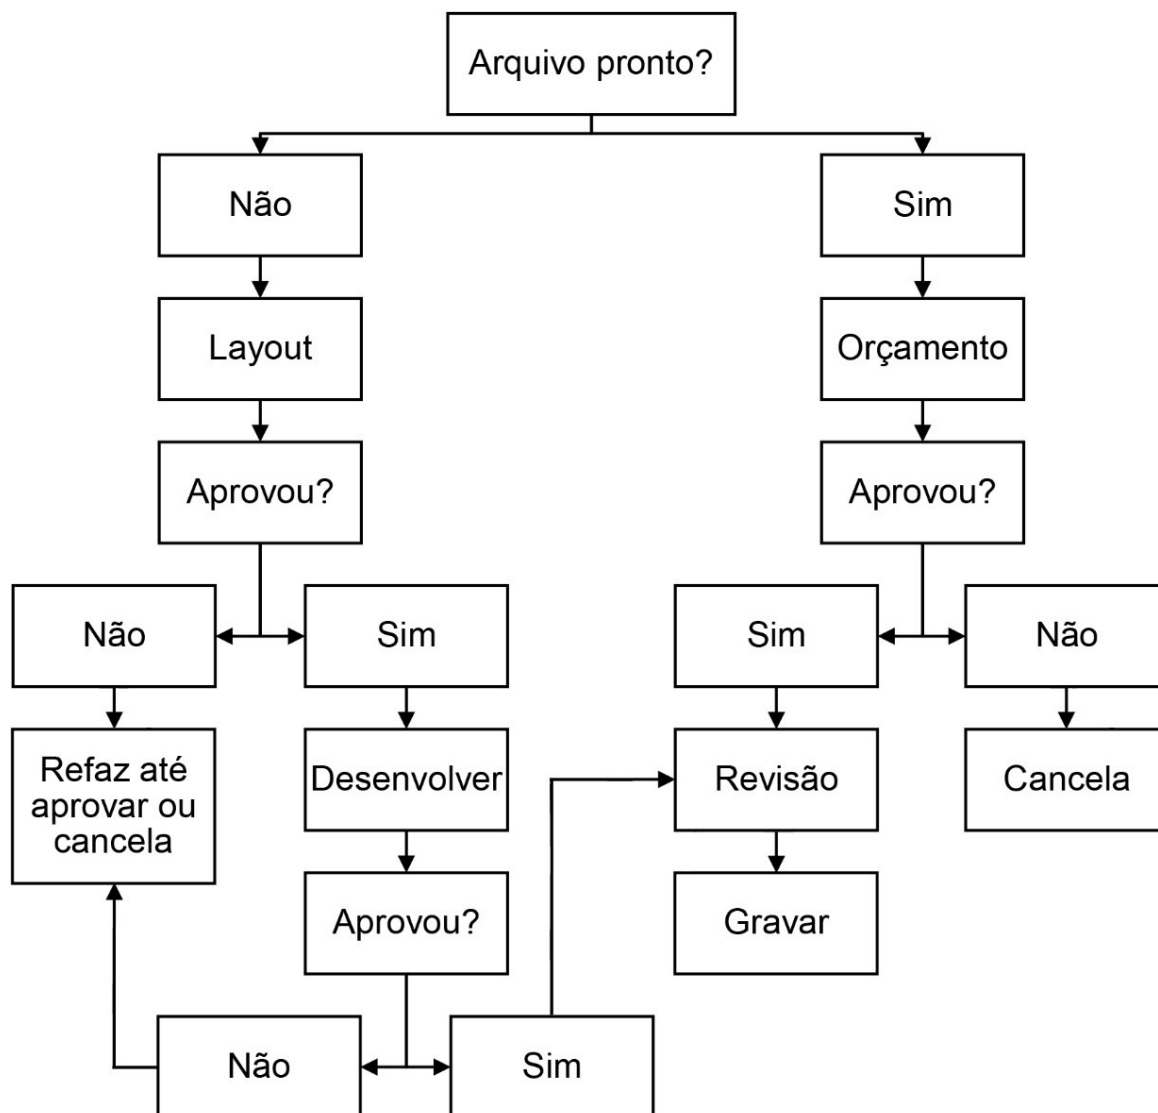 Arquivo pronto?
Não
Sim
Layout
Orçamento
Aprovou?
Aprovou?
Não
Sim
Sim
Não
Refaz até
aprovar ou
cancela
Desenvolver
Revisão
Cancela
Aprovou?
Gravar
Não
Sim